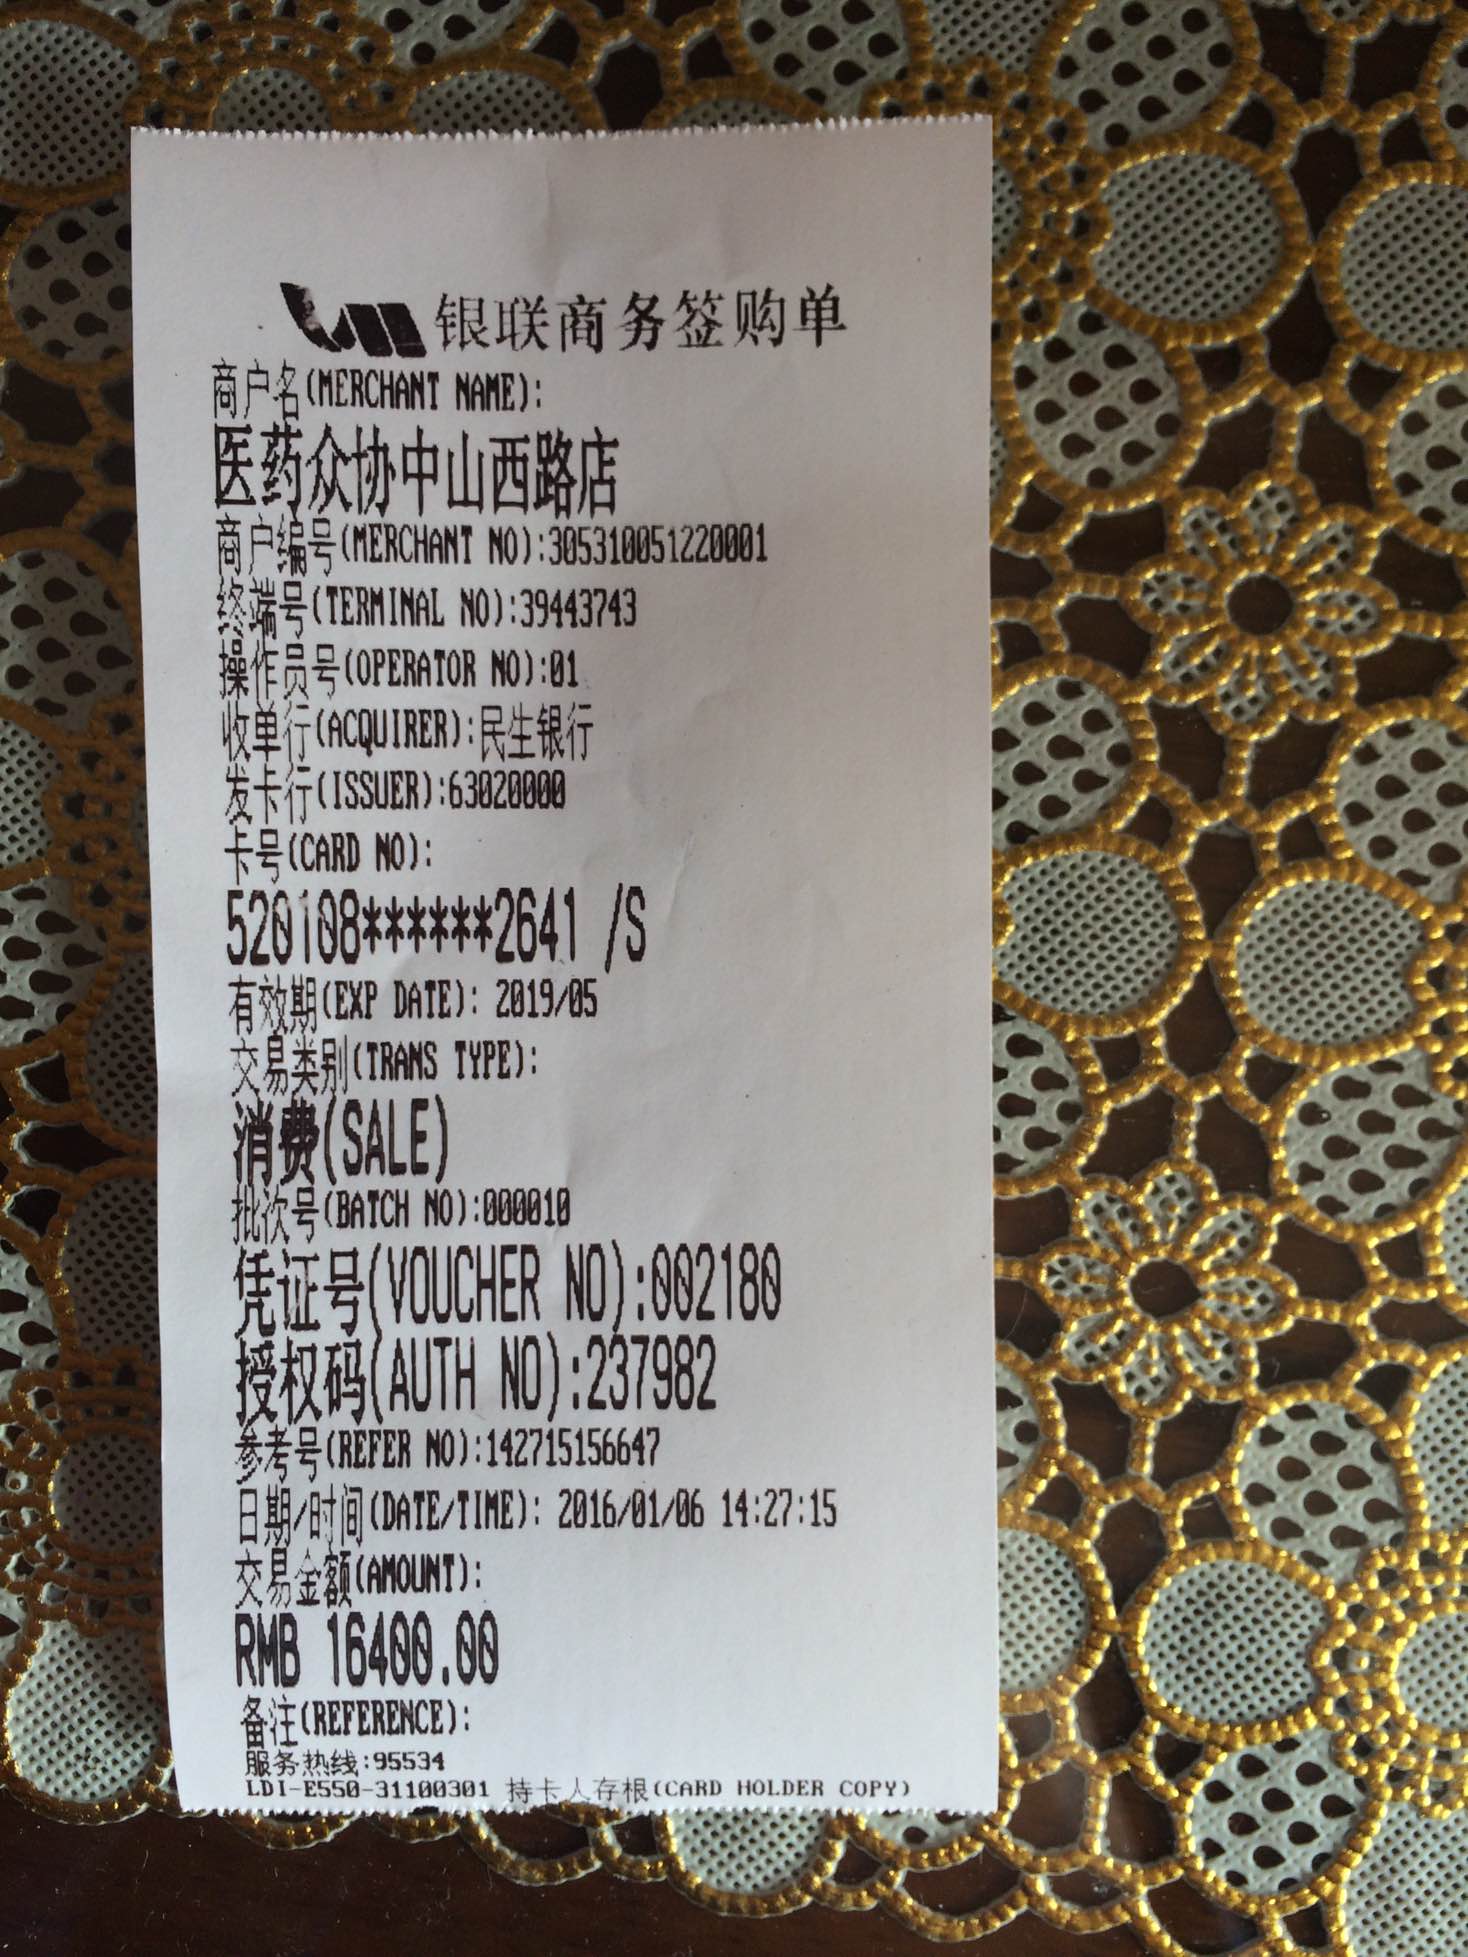 银联商务签购单
商户名(MERCHANT NAME):
医药众协中山西路店
商户编号(MERCHANT NO):305310051220001
终端号(TERMINAL NO):39443743
操作员号(OPERATOR NO):01
收单行(ACQUIRER):民生银行
发卡行(ISSUER):63020000
卡号(CARD NO):
520108******2641 /S
有效期(EXP DATE): 2019/05
交易类别(TRANS TYPE):
消费(SALE)
批次号(BATCH NO):000010
凭证号(VOUCHER NO):002180
授权码(AUTH NO):237982
参考号(REFER NO):142715156647
日期/时间(DATE/TIME): 2016/01/06 14:27:15
交易金额(AMOUNT):
RMB 16400.00
备注(REFERENCE):
服务热线:95534
LDI-E550-31100301 持卡人存根(CARD HOLDER COPY)